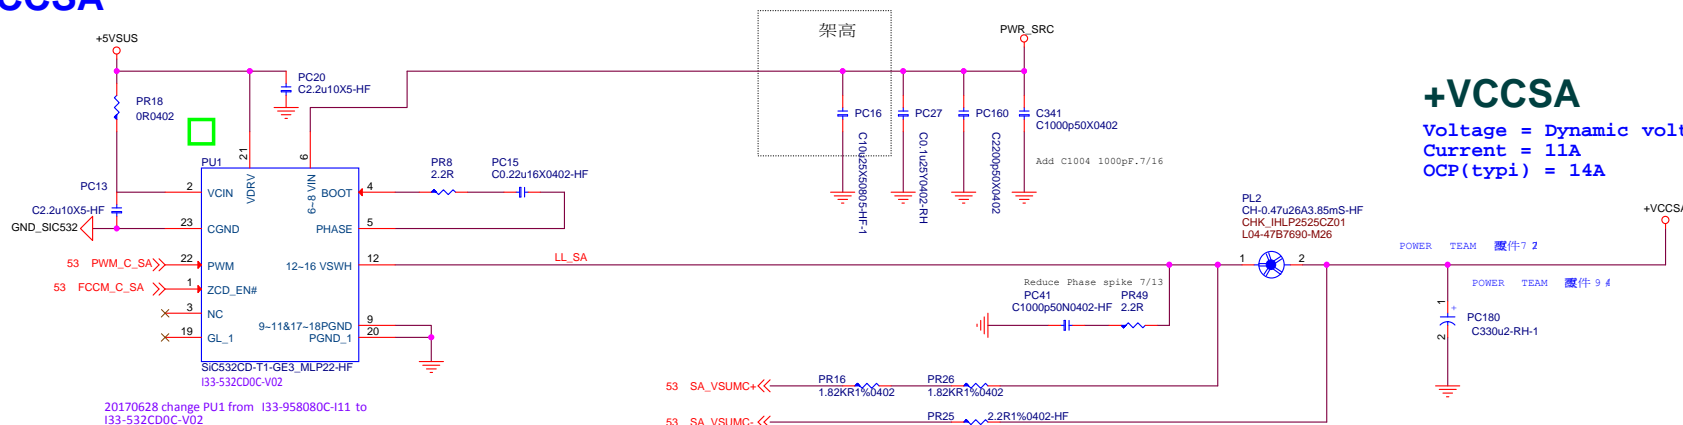 CCSA
+5VSUS
PC20
C2.2u10X5-HF
PR18
0R0402
架高
PWR_SRC
PC16
C10u25X50805-HF-1
PC27
C0.1u25Y0402-RH
PC160
C2200p50X0402
C341
C1000p50X0402
Add C1004 1000pF.7/16
+VCCSA
Voltage = Dynamic volt
Current = 11A
OCP(typi) = 14A
PU1
21
6
VDRV
6~8 VIN
PR8
2.2R
PC15
C0.22u16X0402-HF
PC13
C2.2u10X5-HF
2
VCIN
BOOT
4
GND_SIC532
23
CGND
PHASE
5
53 PWM_C_SA
22
PWM
12~16 VSWH
12
LL_SA
53 FCCM_C_SA
1
ZCD_EN#
3
NC
19
GL_1
9~11&17~18PGND
9
PGND_1
20
SiC532CD-T1-GE3_MLP22-HF
I33-532CD0C-V02
20170628 change PU1 from I33-958080C-I11 to
I33-532CD0C-V02
Reduce Phase spike 7/13
PC41
C1000p50N0402-HF
PR49
2.2R
PL2
CH-0.47u26A3.85mS-HF
CHK_IHLP2525CZ01
L04-47B7690-M26
1
2
+VCCSA
POWER TEAM
POWER TEAM
1
+
2
PC180
C330u2-RH-1
53 SA_VSUMC+
PR16
1.82KR1%0402
PR26
1.82KR1%0402
53 SA_VSUMC-
PR25
2.2R1%0402-HF